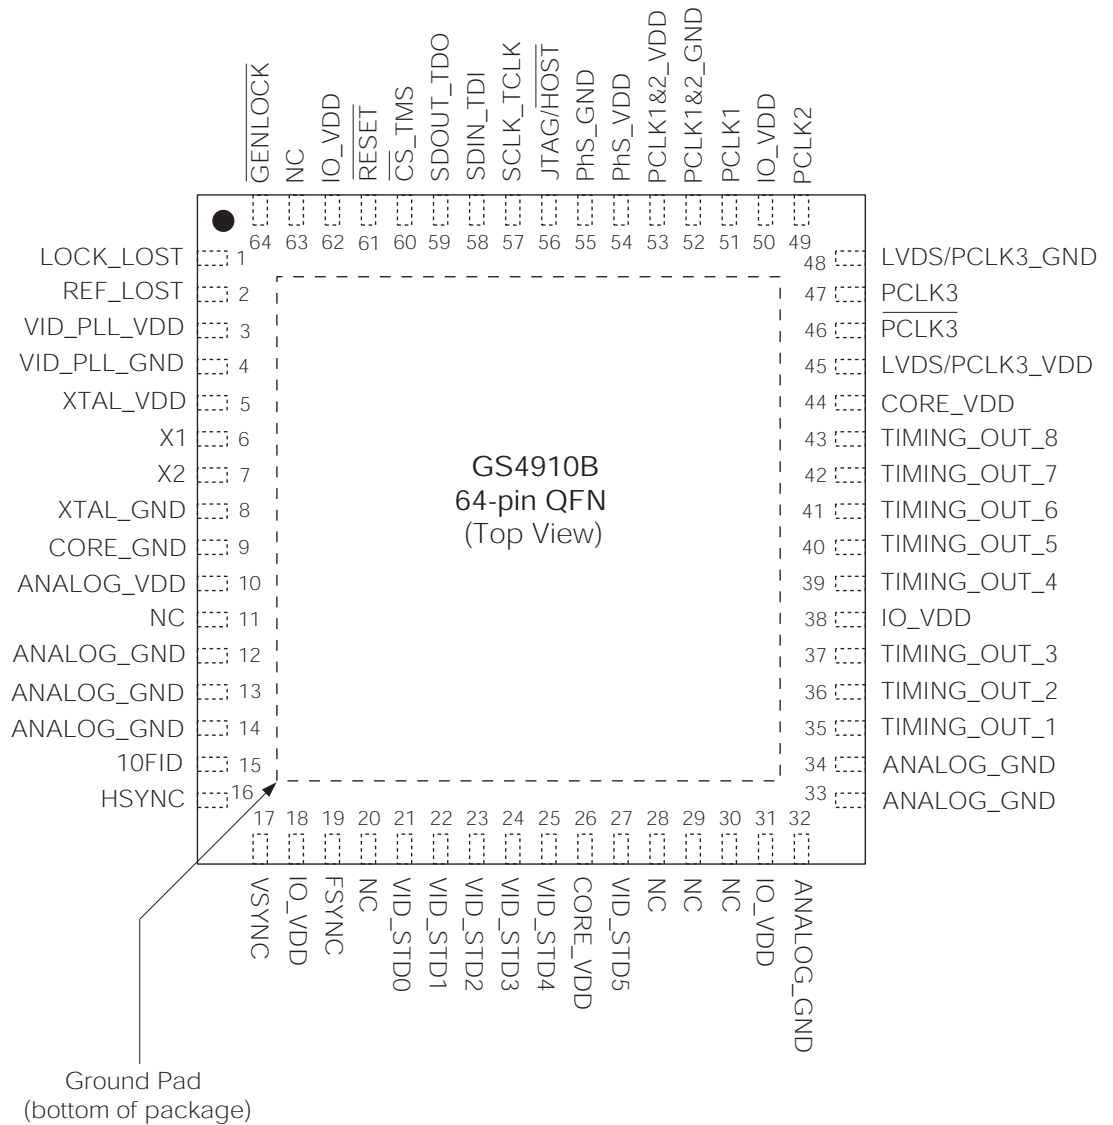 GENLOCK
NC
IO_VDD
RESET
CS_TMS
SDOUT_TDO
SDIN_TDI
SCLK_TCLK
JTAG/HOST
PhS_GND
PhS_VDD
PCLK1&2_VDD
PCLK1&2_GND
PCLK1
IO_VDD
PCLK2
64 63 62 61 60 59 58 57 56 55 54 53 52 51 50 49
LOCK_LOST 1
REF_LOST 2
VID_PLL_VDD 3
VID_PLL_GND 4
XTAL_VDD 5
X1 6
X2 7
XTAL_GND 8
CORE_GND 9
ANALOG_VDD 10
NC 11
ANALOG_GND 12
ANALOG_GND 13
ANALOG_GND 14
10FID 15
HSYNC 16
GS4910B
64-pin QFN
(Top View)
48 LVDS/PCLK3_GND
47 PCLK3
46 PCLK3
45 LVDS/PCLK3_VDD
44 CORE_VDD
43 TIMING_OUT_8
42 TIMING_OUT_7
41 TIMING_OUT_6
40 TIMING_OUT_5
39 TIMING_OUT_4
38 IO_VDD
37 TIMING_OUT_3
36 TIMING_OUT_2
35 TIMING_OUT_1
34 ANALOG_GND
33 ANALOG_GND
17 18 19 20 21 22 23 24 25 26 27 28 29 30 31 32
VSYNC
IO_VDD
FSYNC
NC
VID_STD0
VID_STD1
VID_STD2
VID_STD3
VID_STD4
CORE_VDD
VID_STD5
NC
NC
NC
IO_VDD
ANALOG_GND
Ground Pad
(bottom of package)